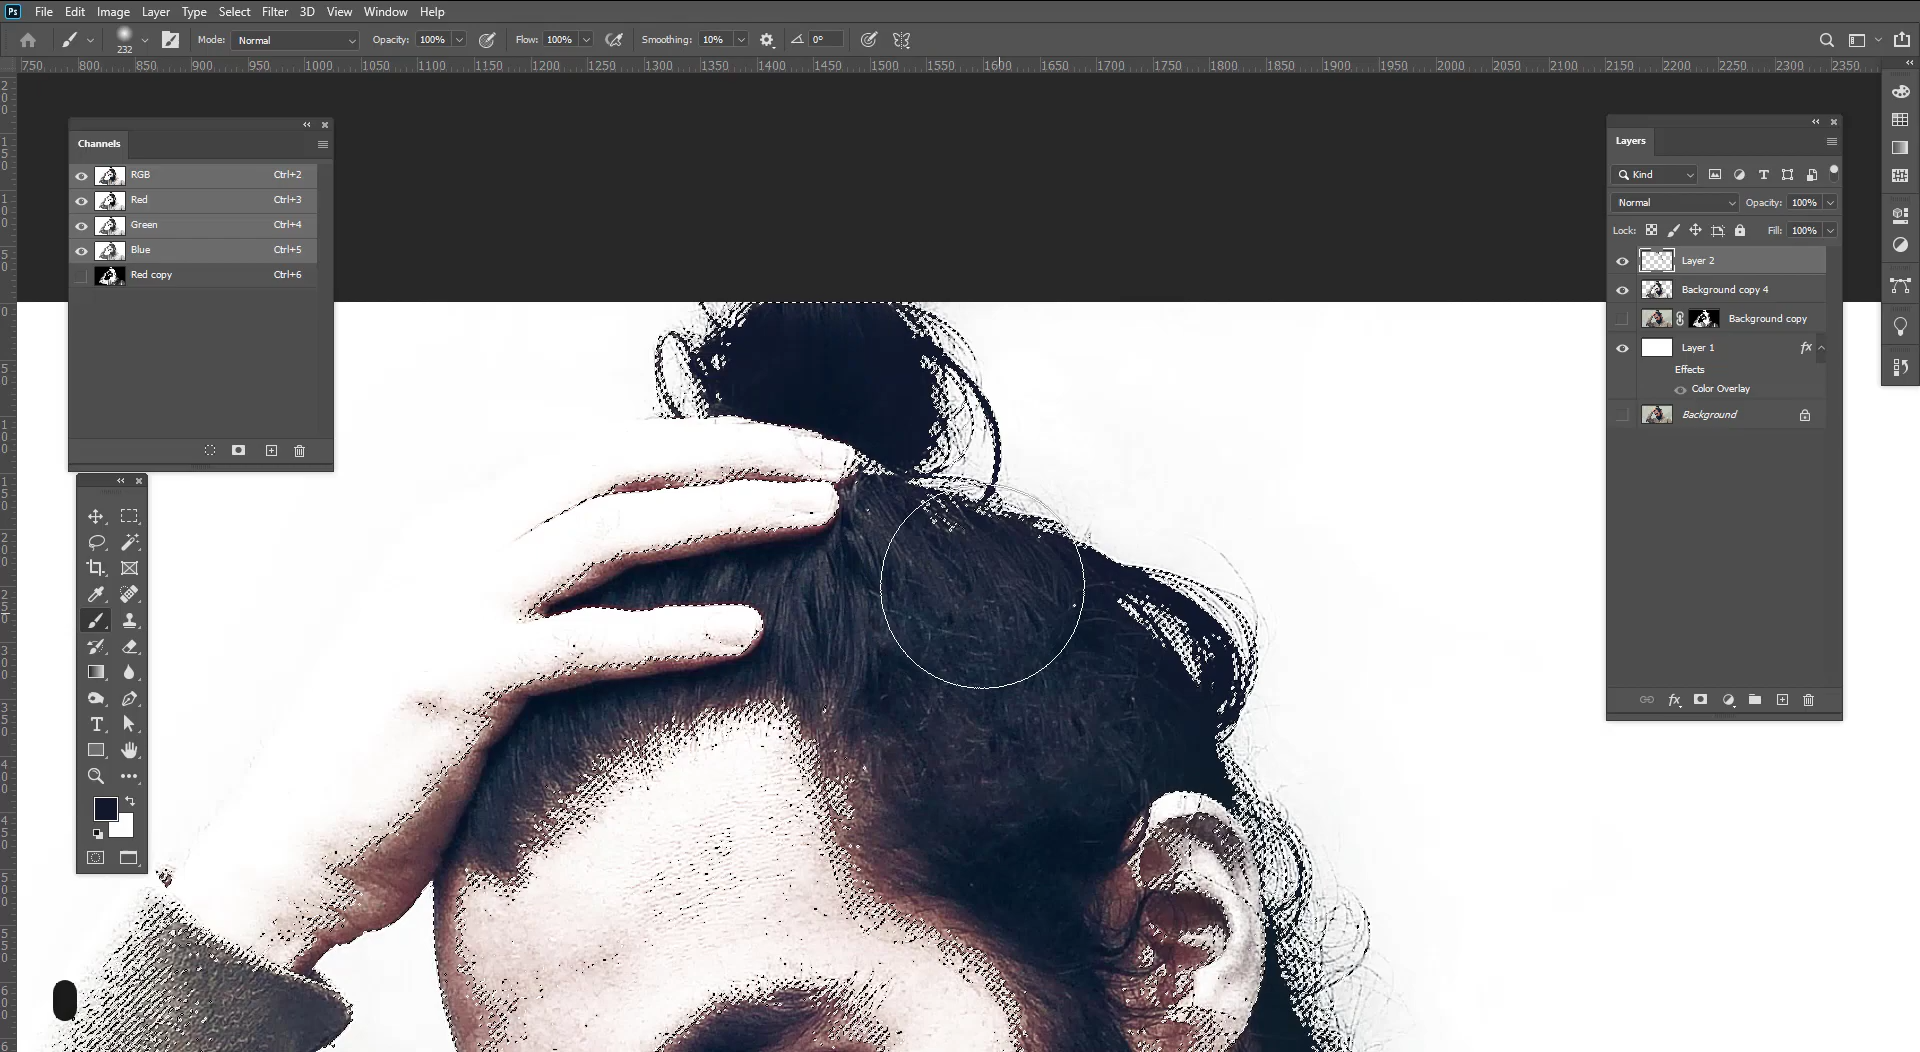 Ps File Edit Image Layer Type Select Filter 3D View Window Help
232 Mode: Normal Opacity: 100% Flow: 100% Smoothing: 10% 0°
750 800 850 900 950 1000 1050 1100 1150 1200 1250 1300 1350 1400 1450 1500 1550 1600 1650 1700 1750 1800 1850 1900 1950 2000 2050 2100 2150 2200 2250 2300 2350
Channels
RGB Ctrl+2
Red Ctrl+3
Green Ctrl+4
Blue Ctrl+5
Red copy Ctrl+6
Layers
Kind
Normal Opacity: 100%
Lock: Fill: 100%
Layer 2
Background copy 4
Background copy
Layer 1 fx
Effects
Color Overlay
Background
fx